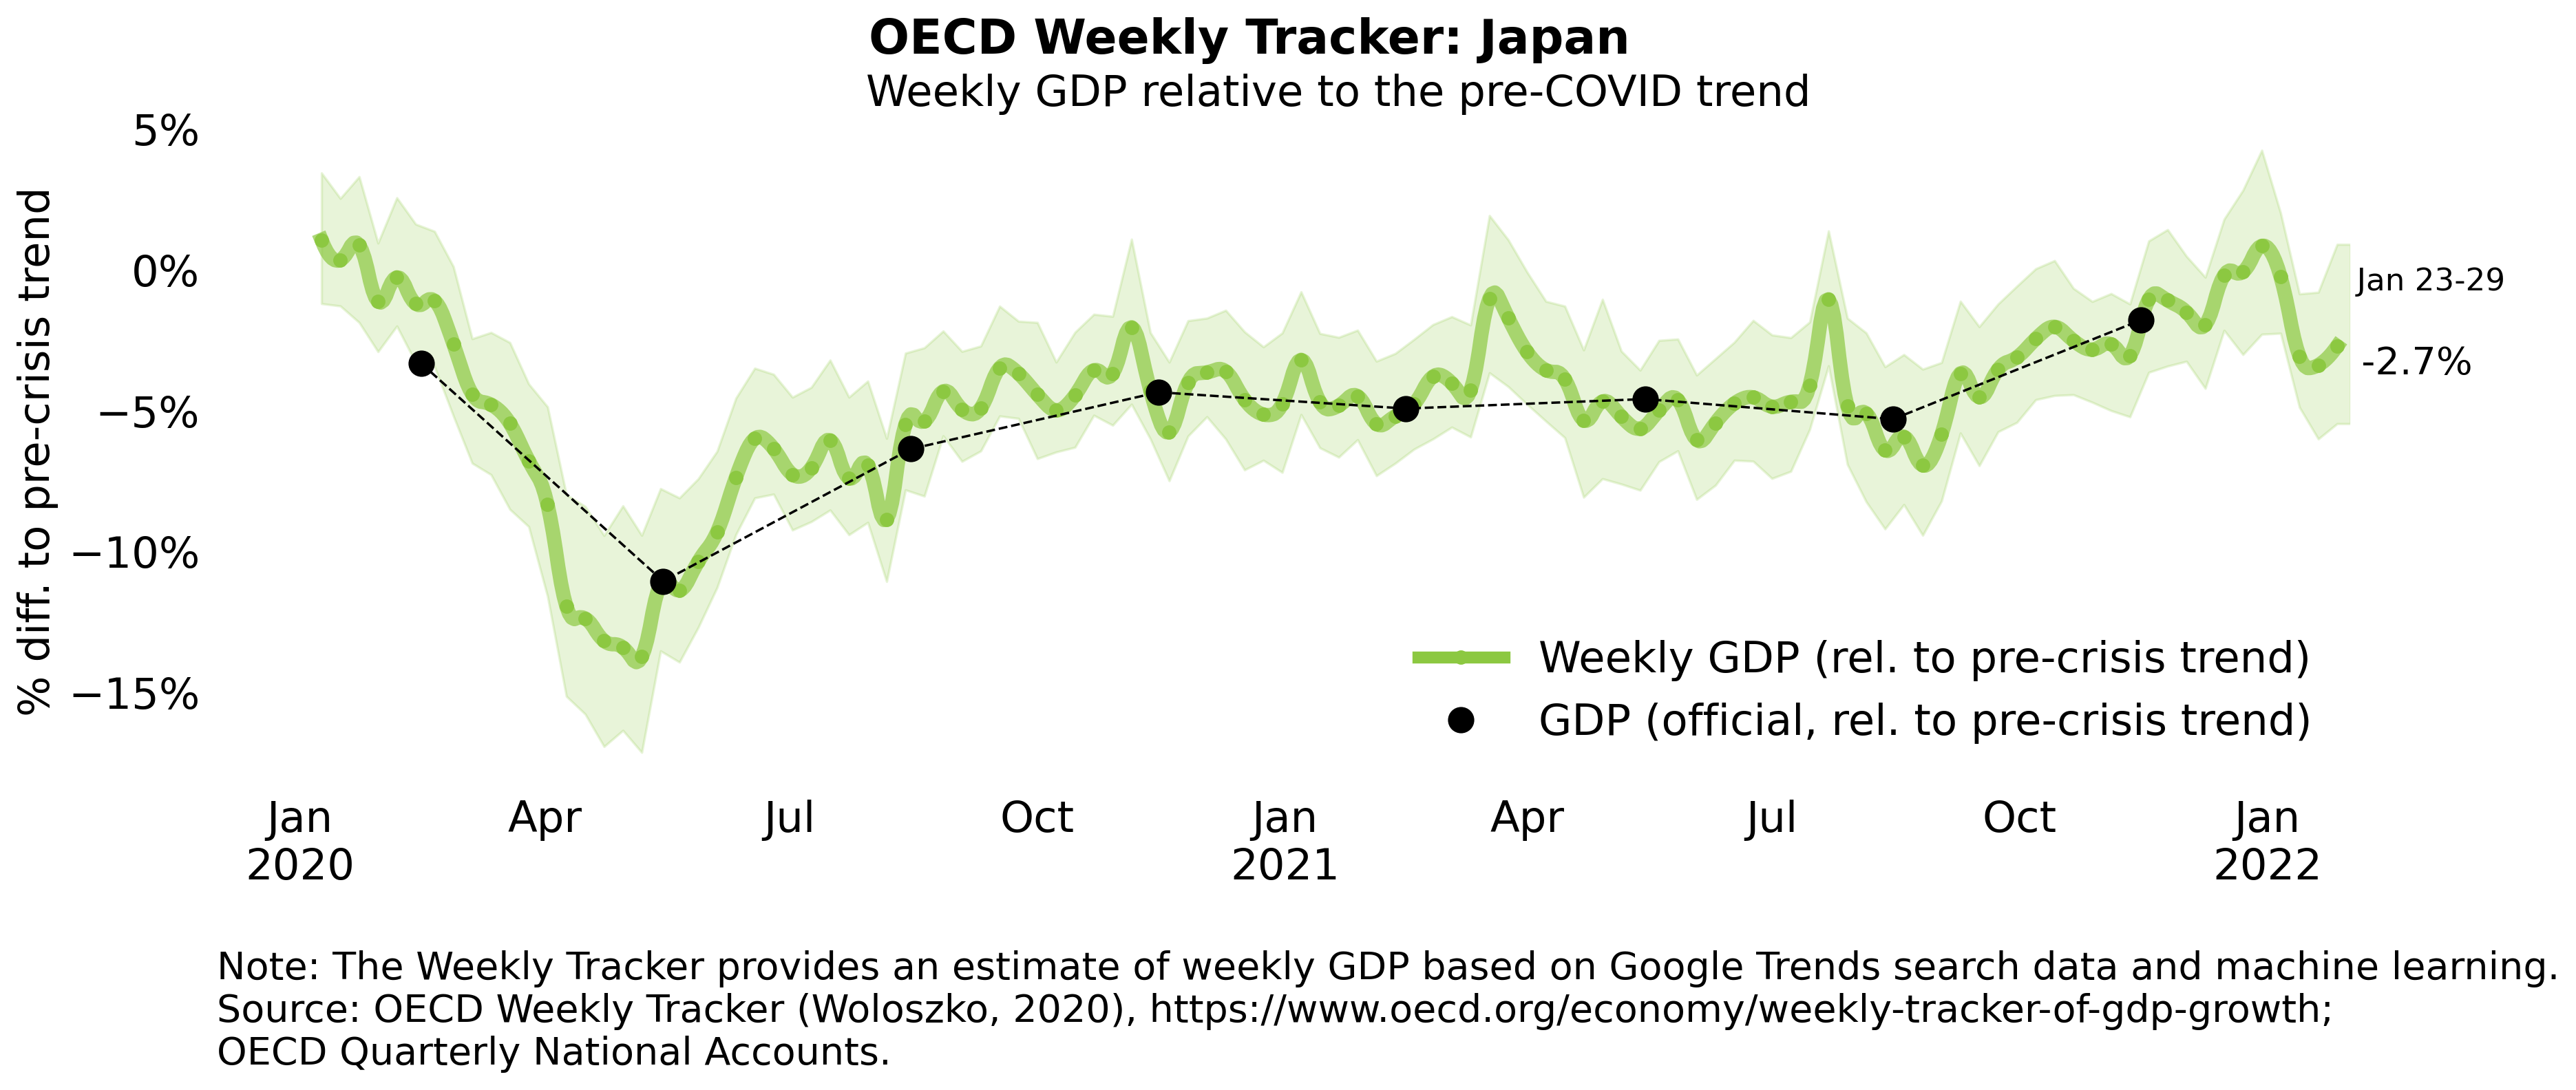 OECD Weekly Tracker: Japan
Weekly GDP relative to the pre-COVID trend
% diff. to pre-crisis trend
5%
0%
−5%
−10%
−15%
Jan 23-29
-2.7%
Weekly GDP (rel. to pre-crisis trend)
GDP (official, rel. to pre-crisis trend)
Jan Apr Jul Oct Jan Apr Jul Oct Jan
2020 2021 2022
Note: The Weekly Tracker provides an estimate of weekly GDP based on Google Trends search data and machine learning.
Source: OECD Weekly Tracker (Woloszko, 2020), https://www.oecd.org/economy/weekly-tracker-of-gdp-growth;
OECD Quarterly National Accounts.